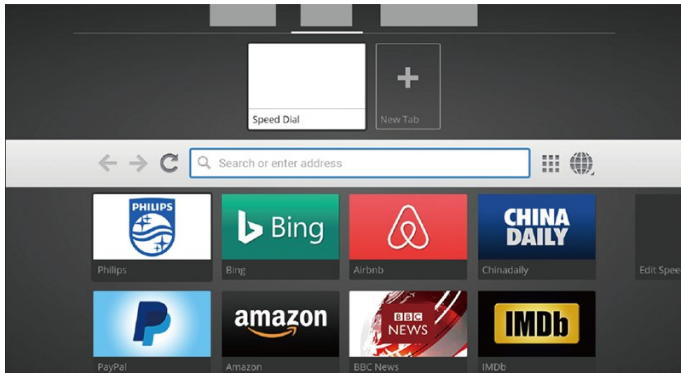 Speed Dial
New Tab
Search or enter address
PHILIPS
Bing
CHINA
DAILY
Philips
Bing
Airbnb
Chinadaily
Edit Spee
amazon
BBC
NEWS
IMDb
PayPal
Amazon
BBC News
IMDb